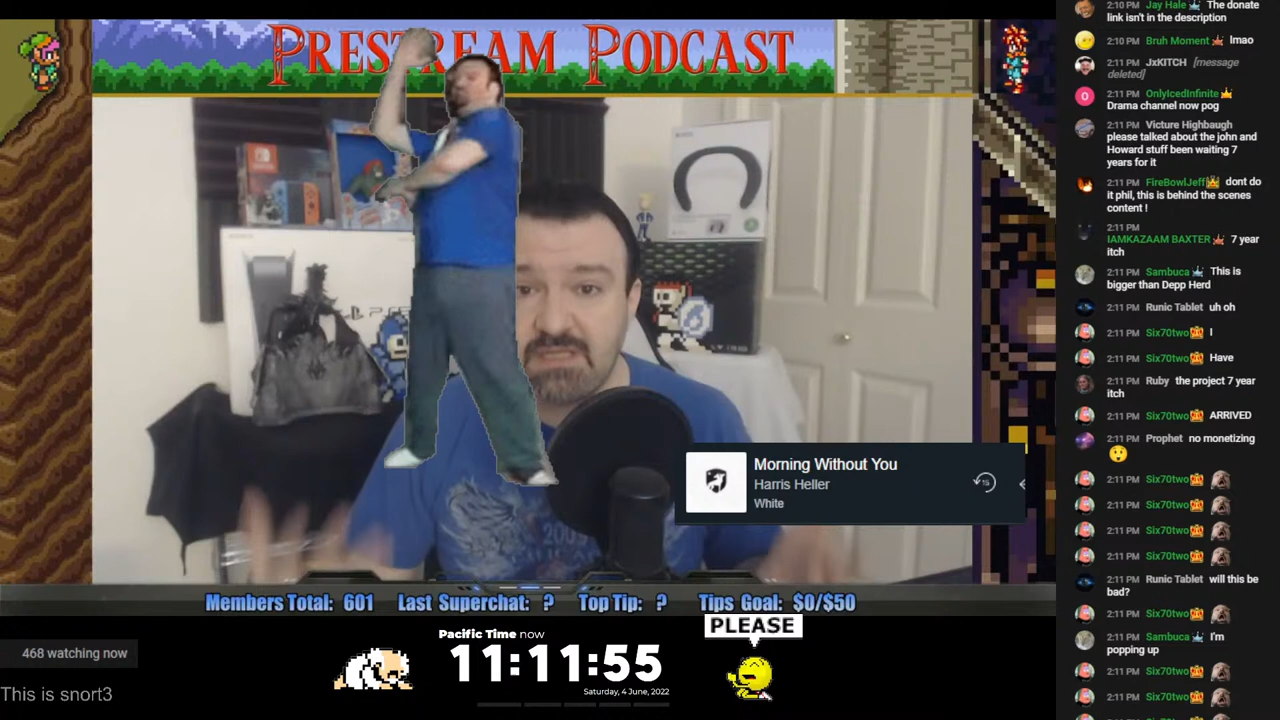 PRESTREAM PODCAST
Morning Without You
Harris Heller
White
Members Total: 601 Last Superchat: ? Top Tip: ? Tips Goal: $0/$50
PLEASE
Pacific Time now
11:11:55
Saturday, 4 June, 2022
468 watching now
This is snort3
2009
15
2:10 PM Jay Hale The donate
link isn't in the description
2:10 PM Bruh Moment lmao
2:11 PM JxKITCH [message
deleted]
2:11 PM OnlyIcedInfinite
Drama channel now pog
2:11 PM Victure Highbaugh
please talked about the john and
Howard stuff been waiting 7
years for it
2:11 PM FireBowlJeff dont do
it phil, this is behind the scenes
content !
2:11 PM
IAMKAZAAM BAXTER 7 year
itch
2:11 PM Sambuca This is
bigger than Depp Herd
2:11 PM Runic Tablet uh oh
2:11 PM Six70two I
2:11 PM Six70two Have
2:11 PM Ruby the project 7 year
itch
2:11 PM Six70two ARRIVED
2:11 PM Prophet no monetizing
2:11 PM Six70two
2:11 PM Six70two
2:11 PM Six70two
2:11 PM Six70two
2:11 PM Runic Tablet will this be
bad?
2:11 PM Six70two
2:11 PM Sambuca I'm
popping up
2:11 PM Six70two
2:11 PM Six70two